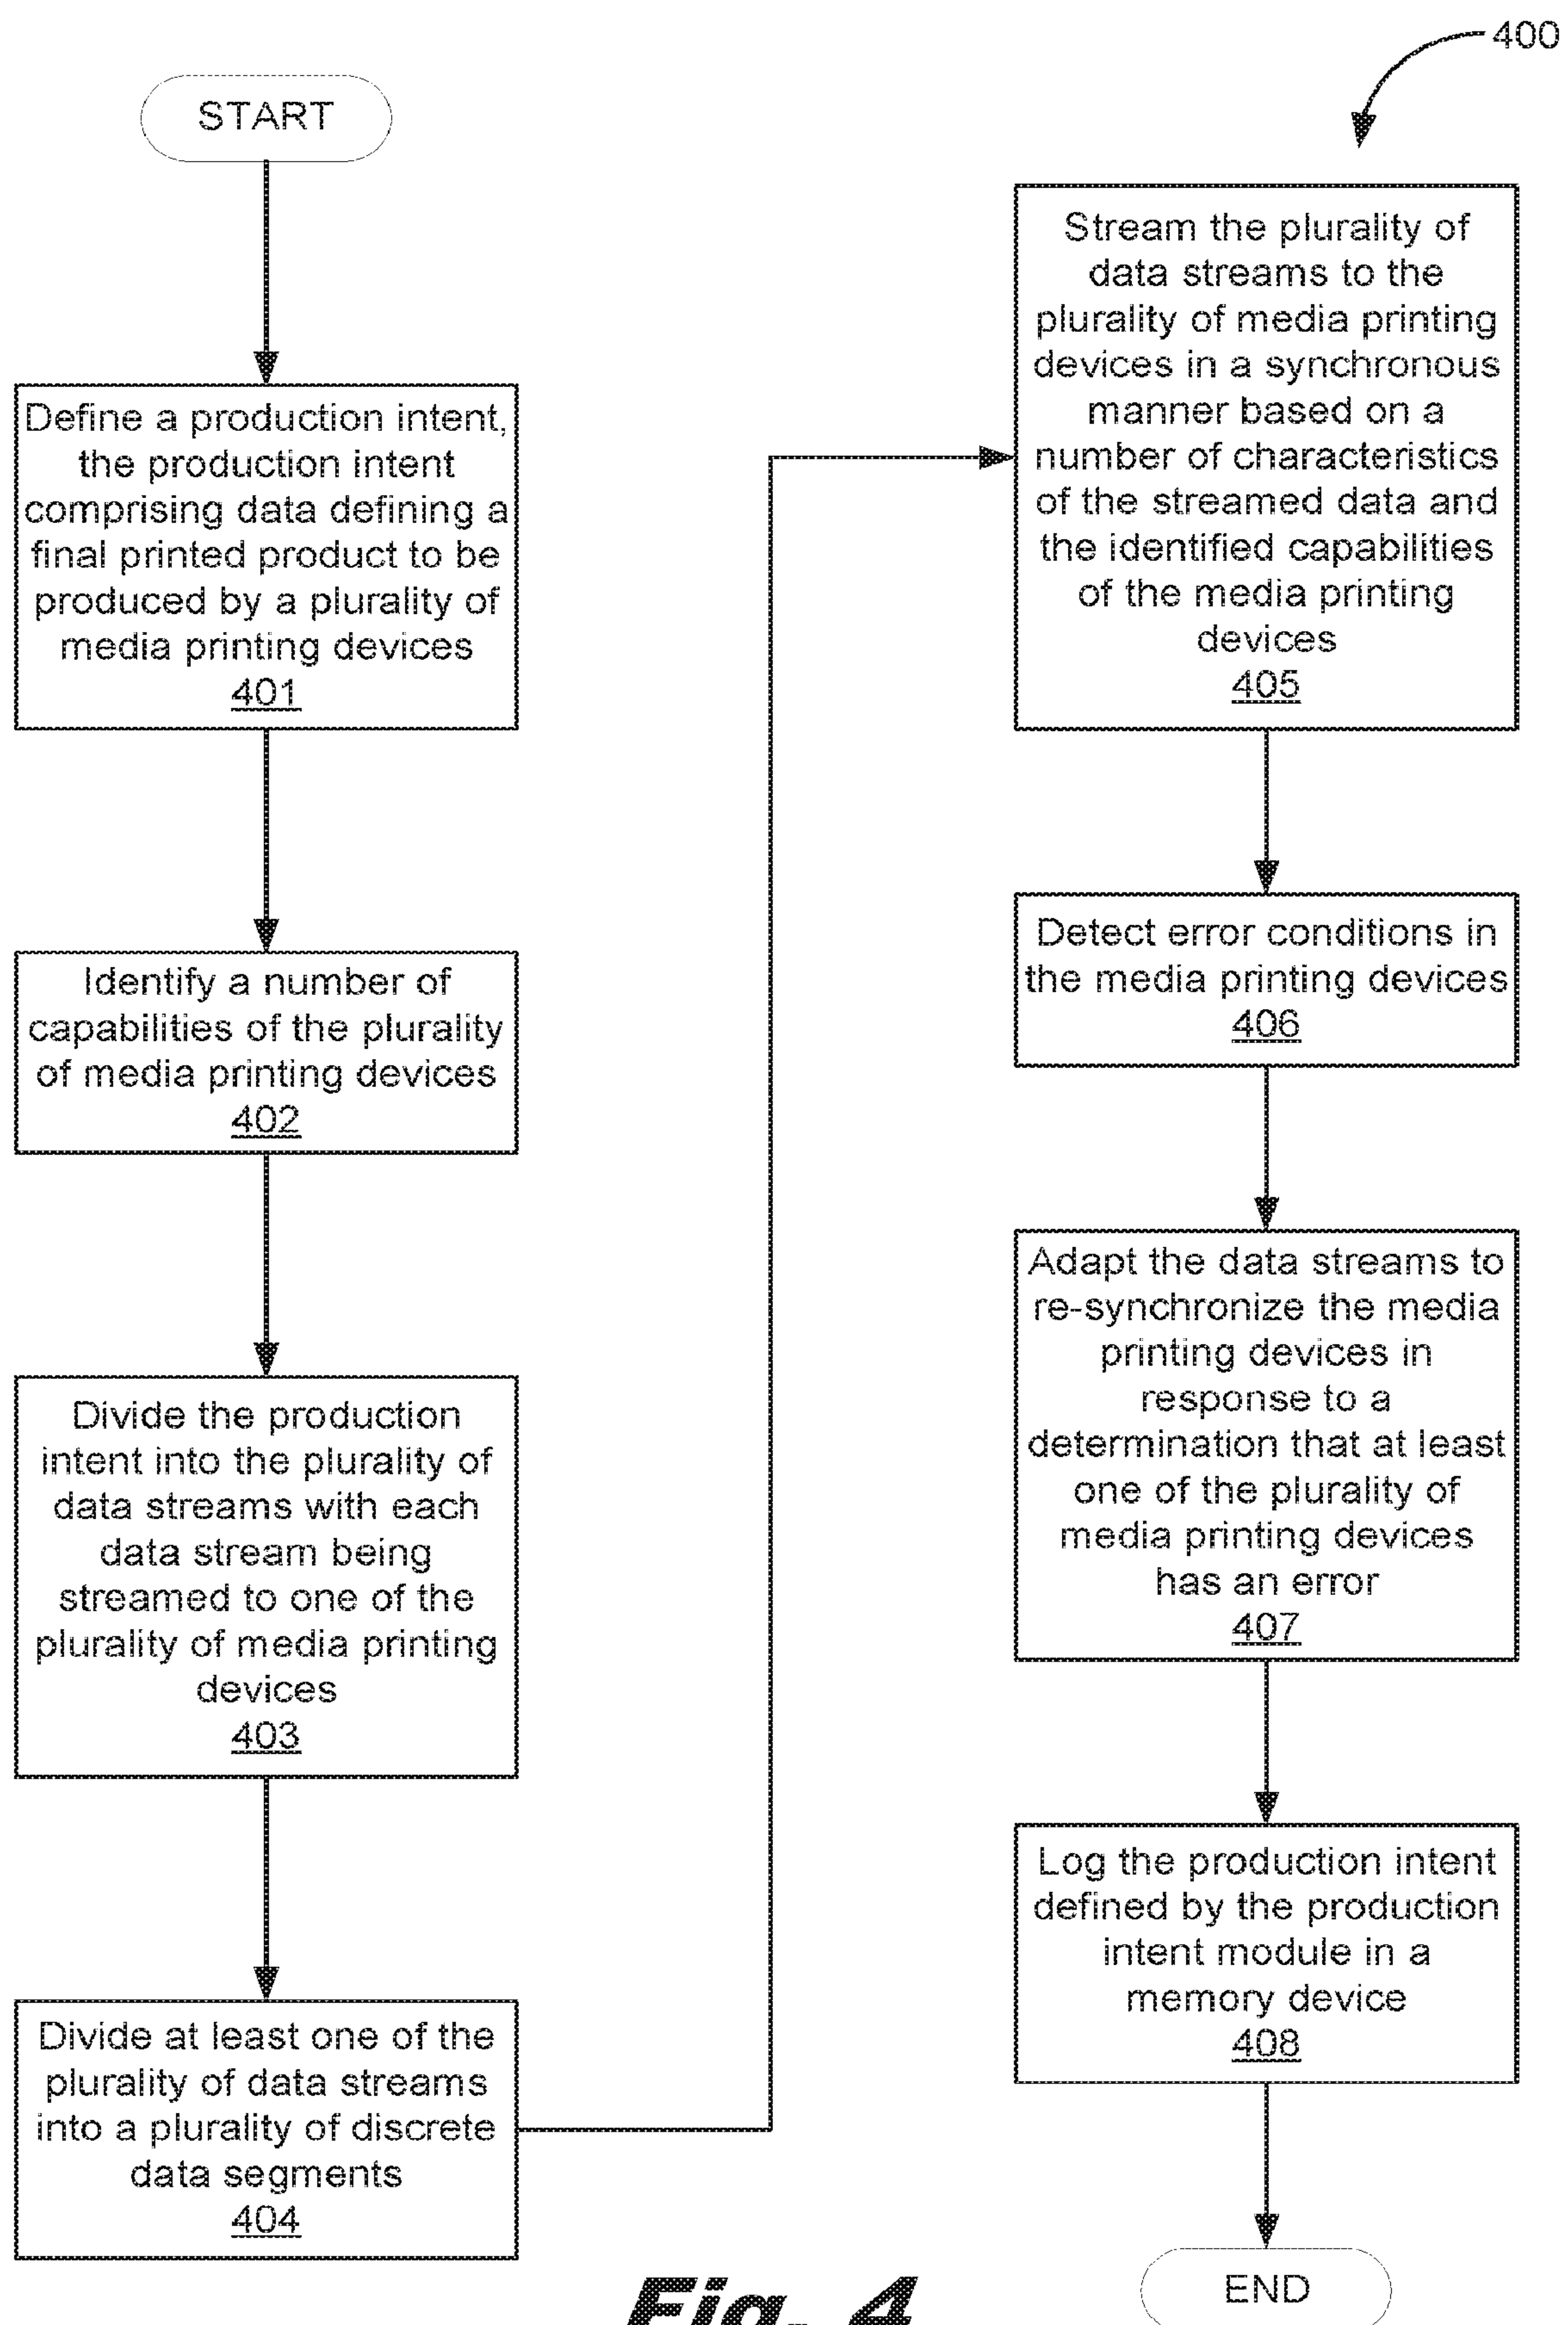 START
Define a production intent,
the production intent
comprising data defining a
final printed product to be
produced by a plurality of
media printing devices
401
Identify a number of
capabilities of the plurality
of media printing devices
402
Divide the production
intent into the plurality of
data streams with each
data stream being
streamed to one of the
plurality of media printing
devices
403
Divide at least one of the
plurality of data streams
into a plurality of discrete
data segments
404
400
Stream the plurality of
data streams to the
plurality of media printing
devices in a synchronous
manner based on a
number of characteristics
of the streamed data and
the identified capabilities
of the media printing
devices
405
Detect error conditions in
the media printing devices
406
Adapt the data streams to
re-synchronize the media
printing devices in
response to a
determination that at least
one of the plurality of
media printing devices
has an error
407
Log the production intent
defined by the production
intent module in a
memory device
408
END
Fig. 4